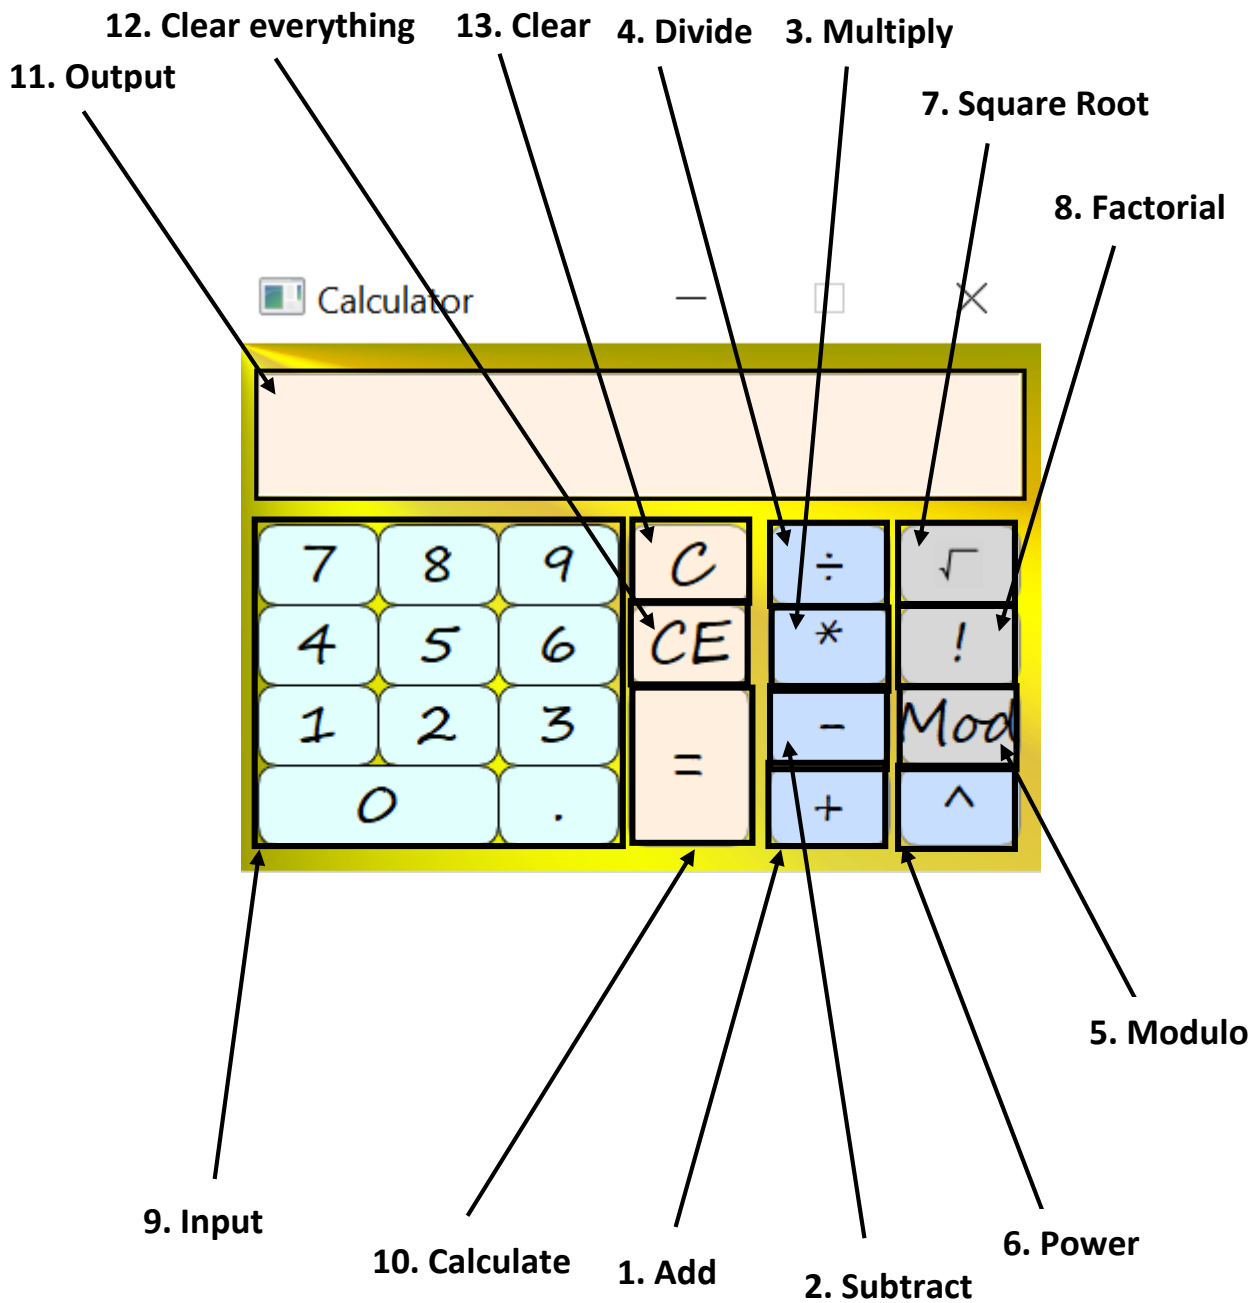 12. Clear everything
13. Clear
4. Divide
3. Multiply
11. Output
7. Square Root
8. Factorial
Calculator
7 8 9 C ÷ √
4 5 6 CE * !
1 2 3 = - Mod
0 . + ^
5. Modulo
9. Input
10. Calculate
1. Add
2. Subtract
6. Power